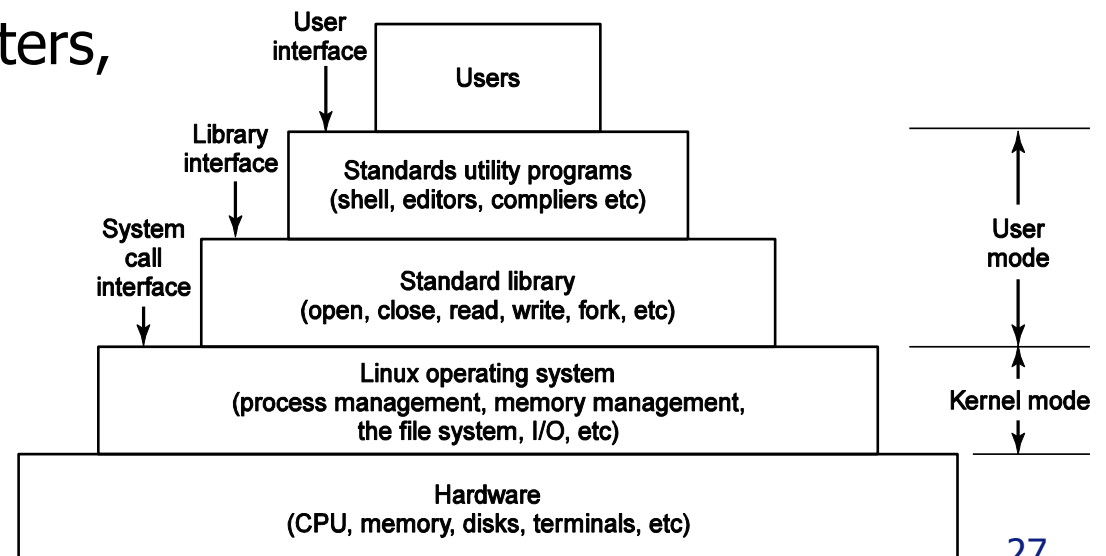 ters,
User
interface
Users
Library
interface
Standards utility programs
(shell, editors, compliers etc)
System
call
interface
User
mode
Standard library
(open, close, read, write, fork, etc)
Linux operating system
(process management, memory management,
the file system, I/O, etc)
Kernel mode
Hardware
(CPU, memory, disks, terminals, etc)
27